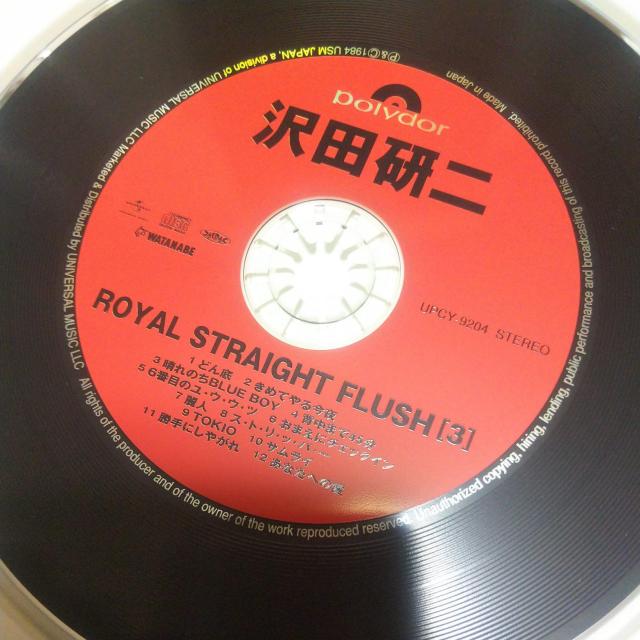 polydor
沢田研二
WATANABE
UPCY-9204 STEREO
ROYAL STRAIGHT FLUSH [3]
1 どん底 2 きめてやる今夜
3 晴れのちBLUE BOY 4 背中まで45分
5 6番目のユ・ウ・ウ・ツ 6 おまえにチェックイン
7 麗人 8 ス・ト・リ・ッ・パ・ー
9 TOKIO 10 サムライ
11 勝手にしやがれ 12 あなたへの愛
℗&©1984 USM JAPAN, a division of UNIVERSAL MUSIC LLC Marketed & Distributed by UNIVERSAL MUSIC LLC All rights of the producer and of the owner of the work reproduced reserved. Unauthorized copying, hiring, lending, public performance and broadcasting of this record prohibited. Made in Japan